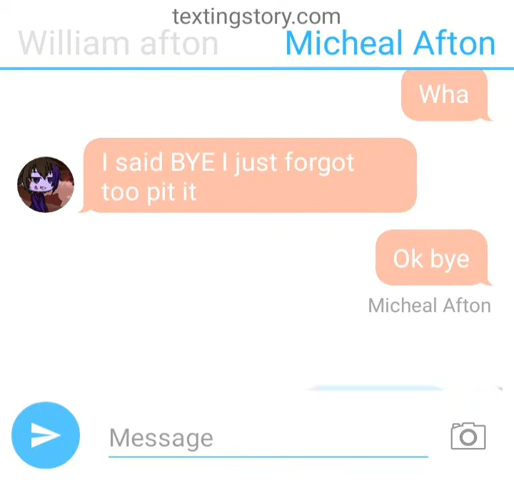 textingstory.com
William afton Micheal Afton
Wha
I said BYE I just forgot
too pit it
Ok bye
Micheal Afton
Message